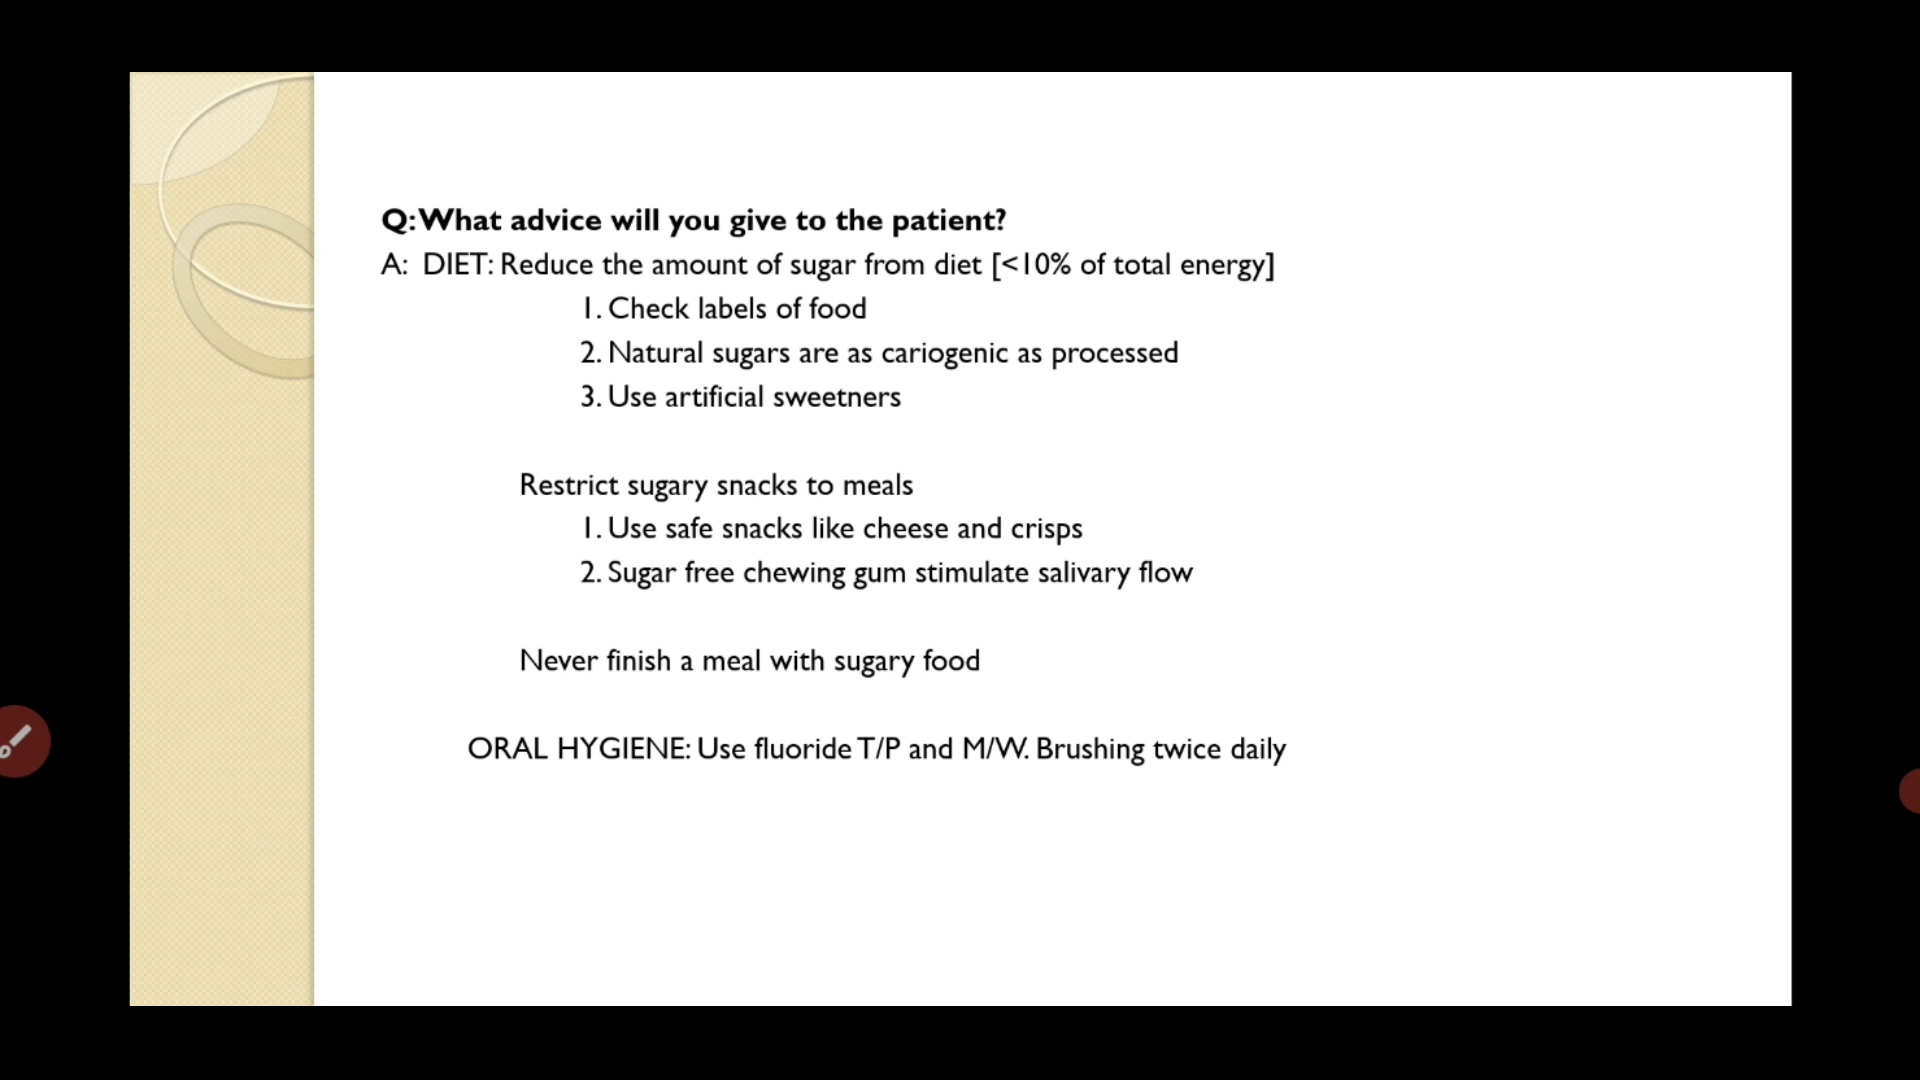 Q: What advice will you give to the patient?
A: DIET: Reduce the amount of sugar from diet [<10% of total energy]
1. Check labels of food
2. Natural sugars are as cariogenic as processed
3. Use artificial sweetners
Restrict sugary snacks to meals
1. Use safe snacks like cheese and crisps
2. Sugar free chewing gum stimulate salivary flow
Never finish a meal with sugary food
ORAL HYGIENE: Use fluoride T/P and M/W. Brushing twice daily